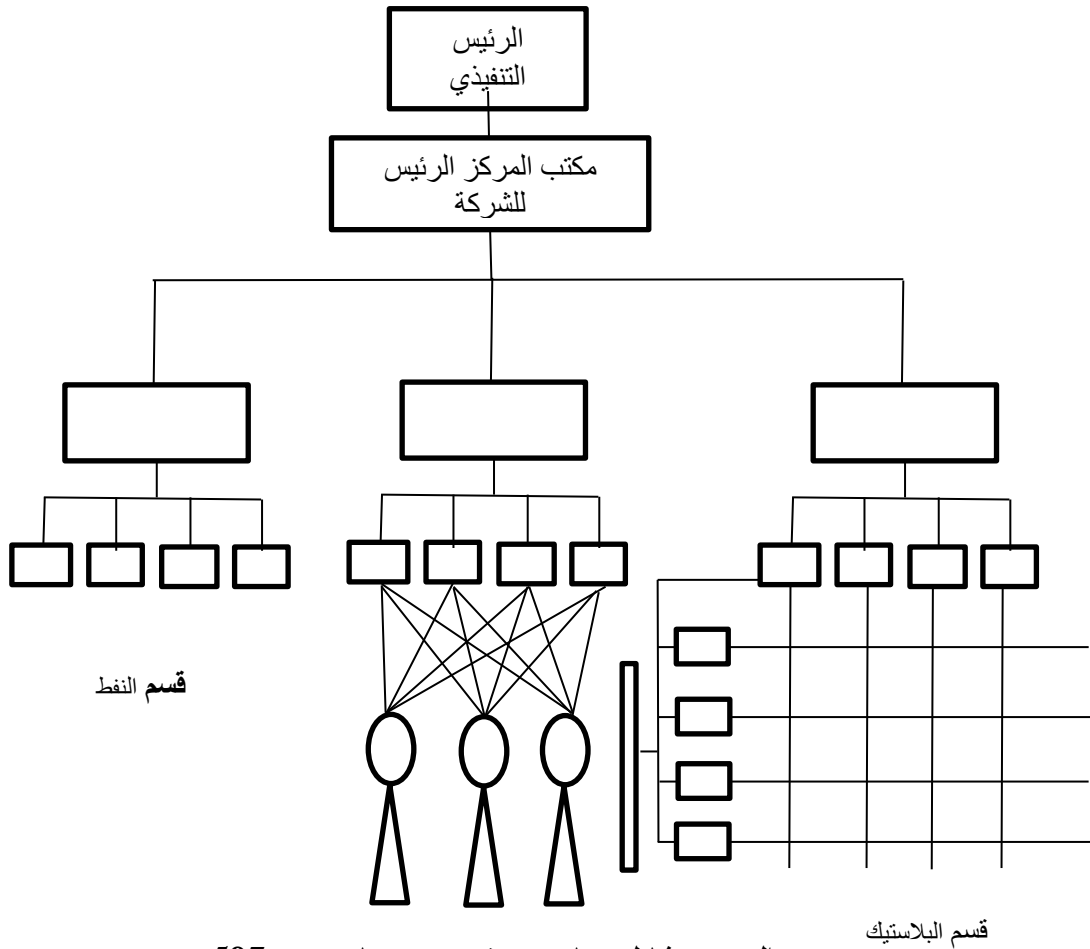 الرئيس
التنفيذي
مكتب المركز الرئيس
للشركة
قسم النفط
قسم البلاستيك